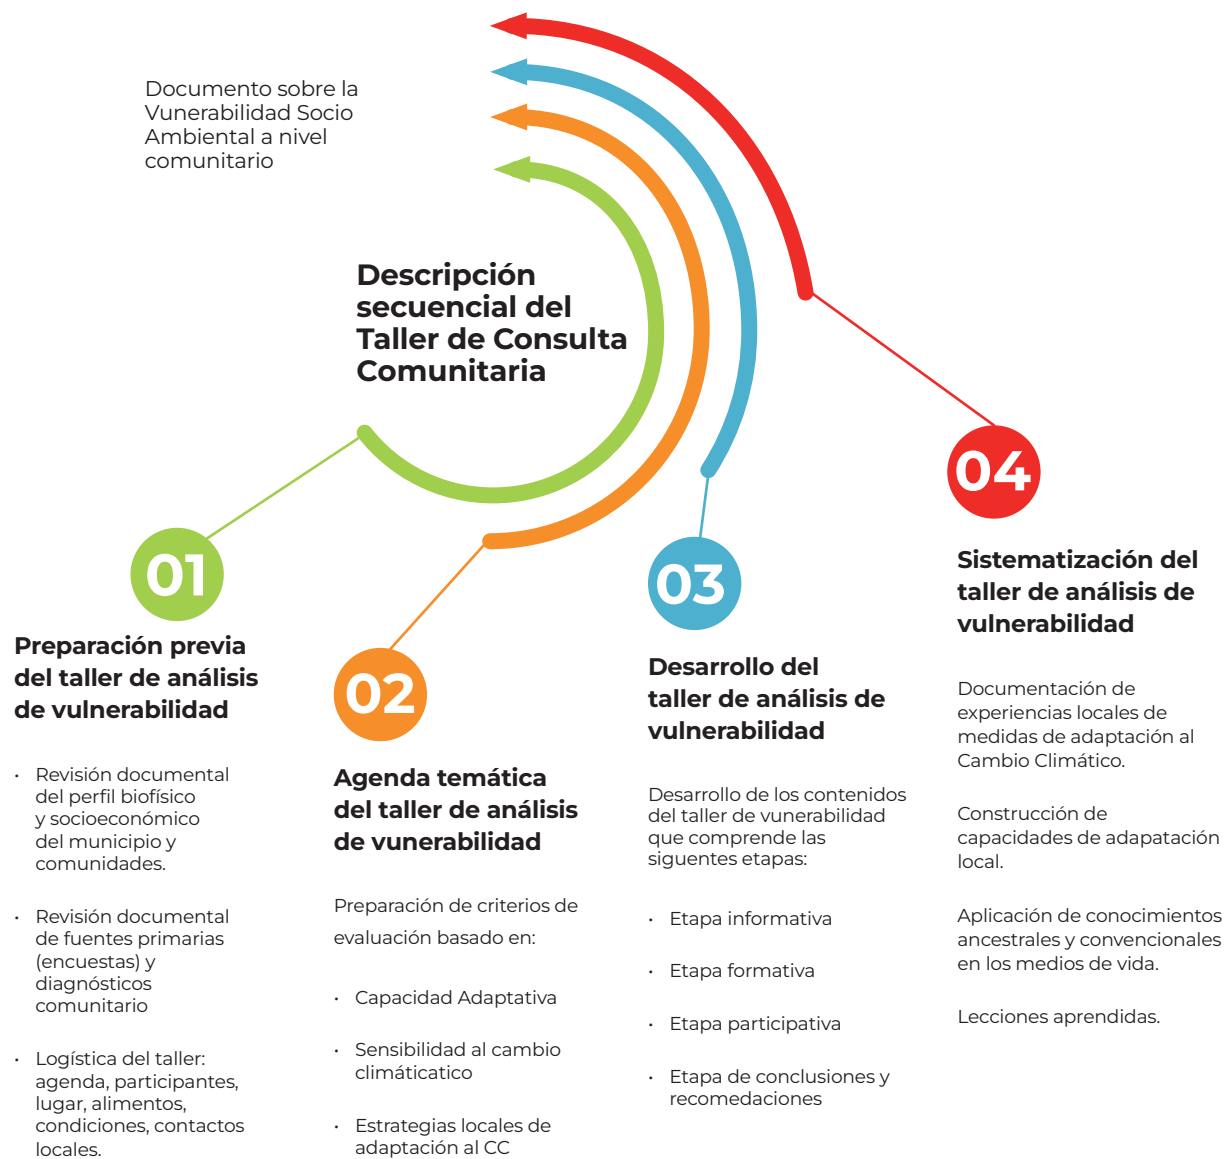 Documento sobre la
Vunerabilidad Socio
Ambiental a nivel
comunitario
Descripción
secuencial del
Taller de Consulta
Comunitaria
01
Preparación previa
del taller de análisis
de vulnerabilidad
• Revisión documental
del perfil biofísico
y socioeconómico
del municipio y
comunidades.
• Revisión documental
de fuentes primarias
(encuestas) y
diagnósticos
comunitario
• Logística del taller:
agenda, participantes,
lugar, alimentos,
condiciones, contactos
locales.
02
Agenda temática
del taller de análisis
de vunerabilidad
Preparación de criterios de
evaluación basado en:
• Capacidad Adaptativa
• Sensibilidad al cambio
climáticatico
• Estrategias locales de
adaptación al CC
03
Desarrollo del
taller de análisis de
vulnerabilidad
Desarrollo de los contenidos
del taller de vunerabilidad
que comprende las
siguentes etapas:
• Etapa informativa
• Etapa formativa
• Etapa participativa
• Etapa de conclusiones y
recomedaciones
04
Sistematización del
taller de análisis de
vulnerabilidad
Documentación de
experiencias locales de
medidas de adaptación al
Cambio Climático.
Construcción de
capacidades de adapatación
local.
Aplicación de conocimientos
ancestrales y convencionales
en los medios de vida.
Lecciones aprendidas.